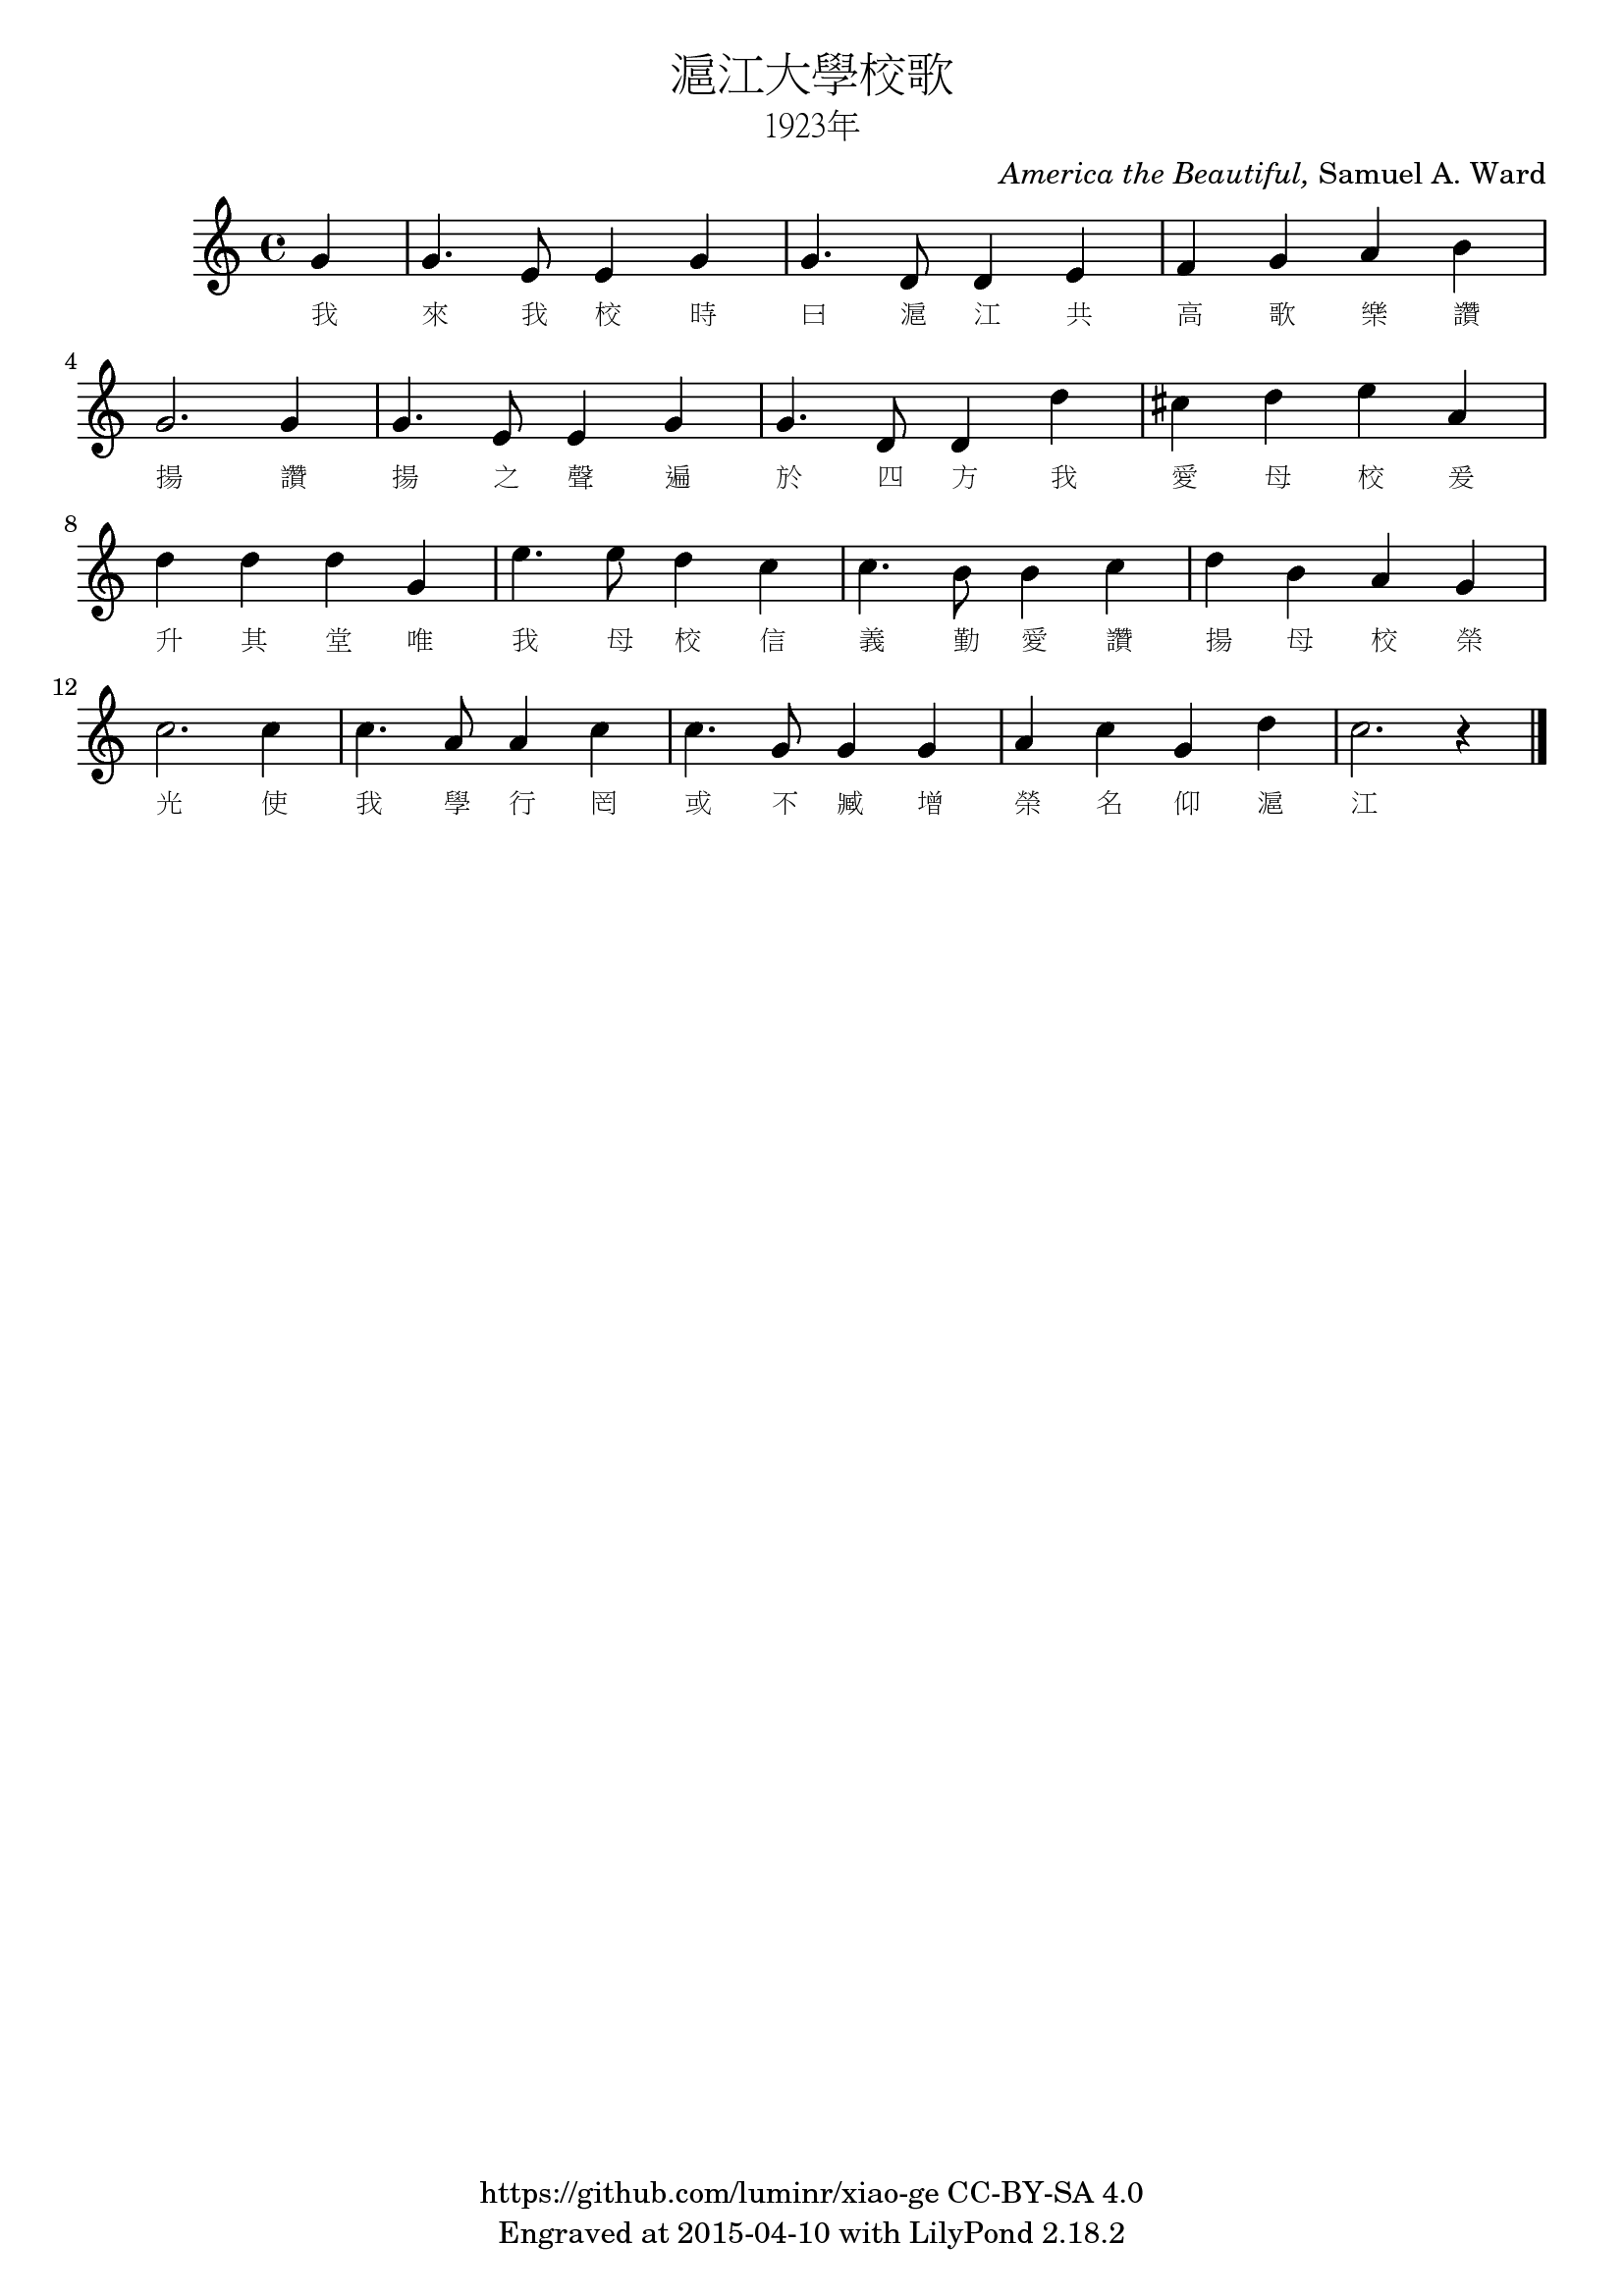 滬江大學校歌
1923年
America the Beautiful, Samuel A. Ward
我 來 我 校 時 曰 滬 江 共 高 歌 樂 讚
4
揚 讚 揚 之 聲 遍 於 四 方 我 愛 母 校 爰
8
升 其 堂 唯 我 母 校 信 義 勤 愛 讚 揚 母 校 榮
12
光 使 我 學 行 罔 或 不 臧 增 榮 名 仰 滬 江
https://github.com/luminr/xiao-ge CC-BY-SA 4.0
Engraved at 2015-04-10 with LilyPond 2.18.2